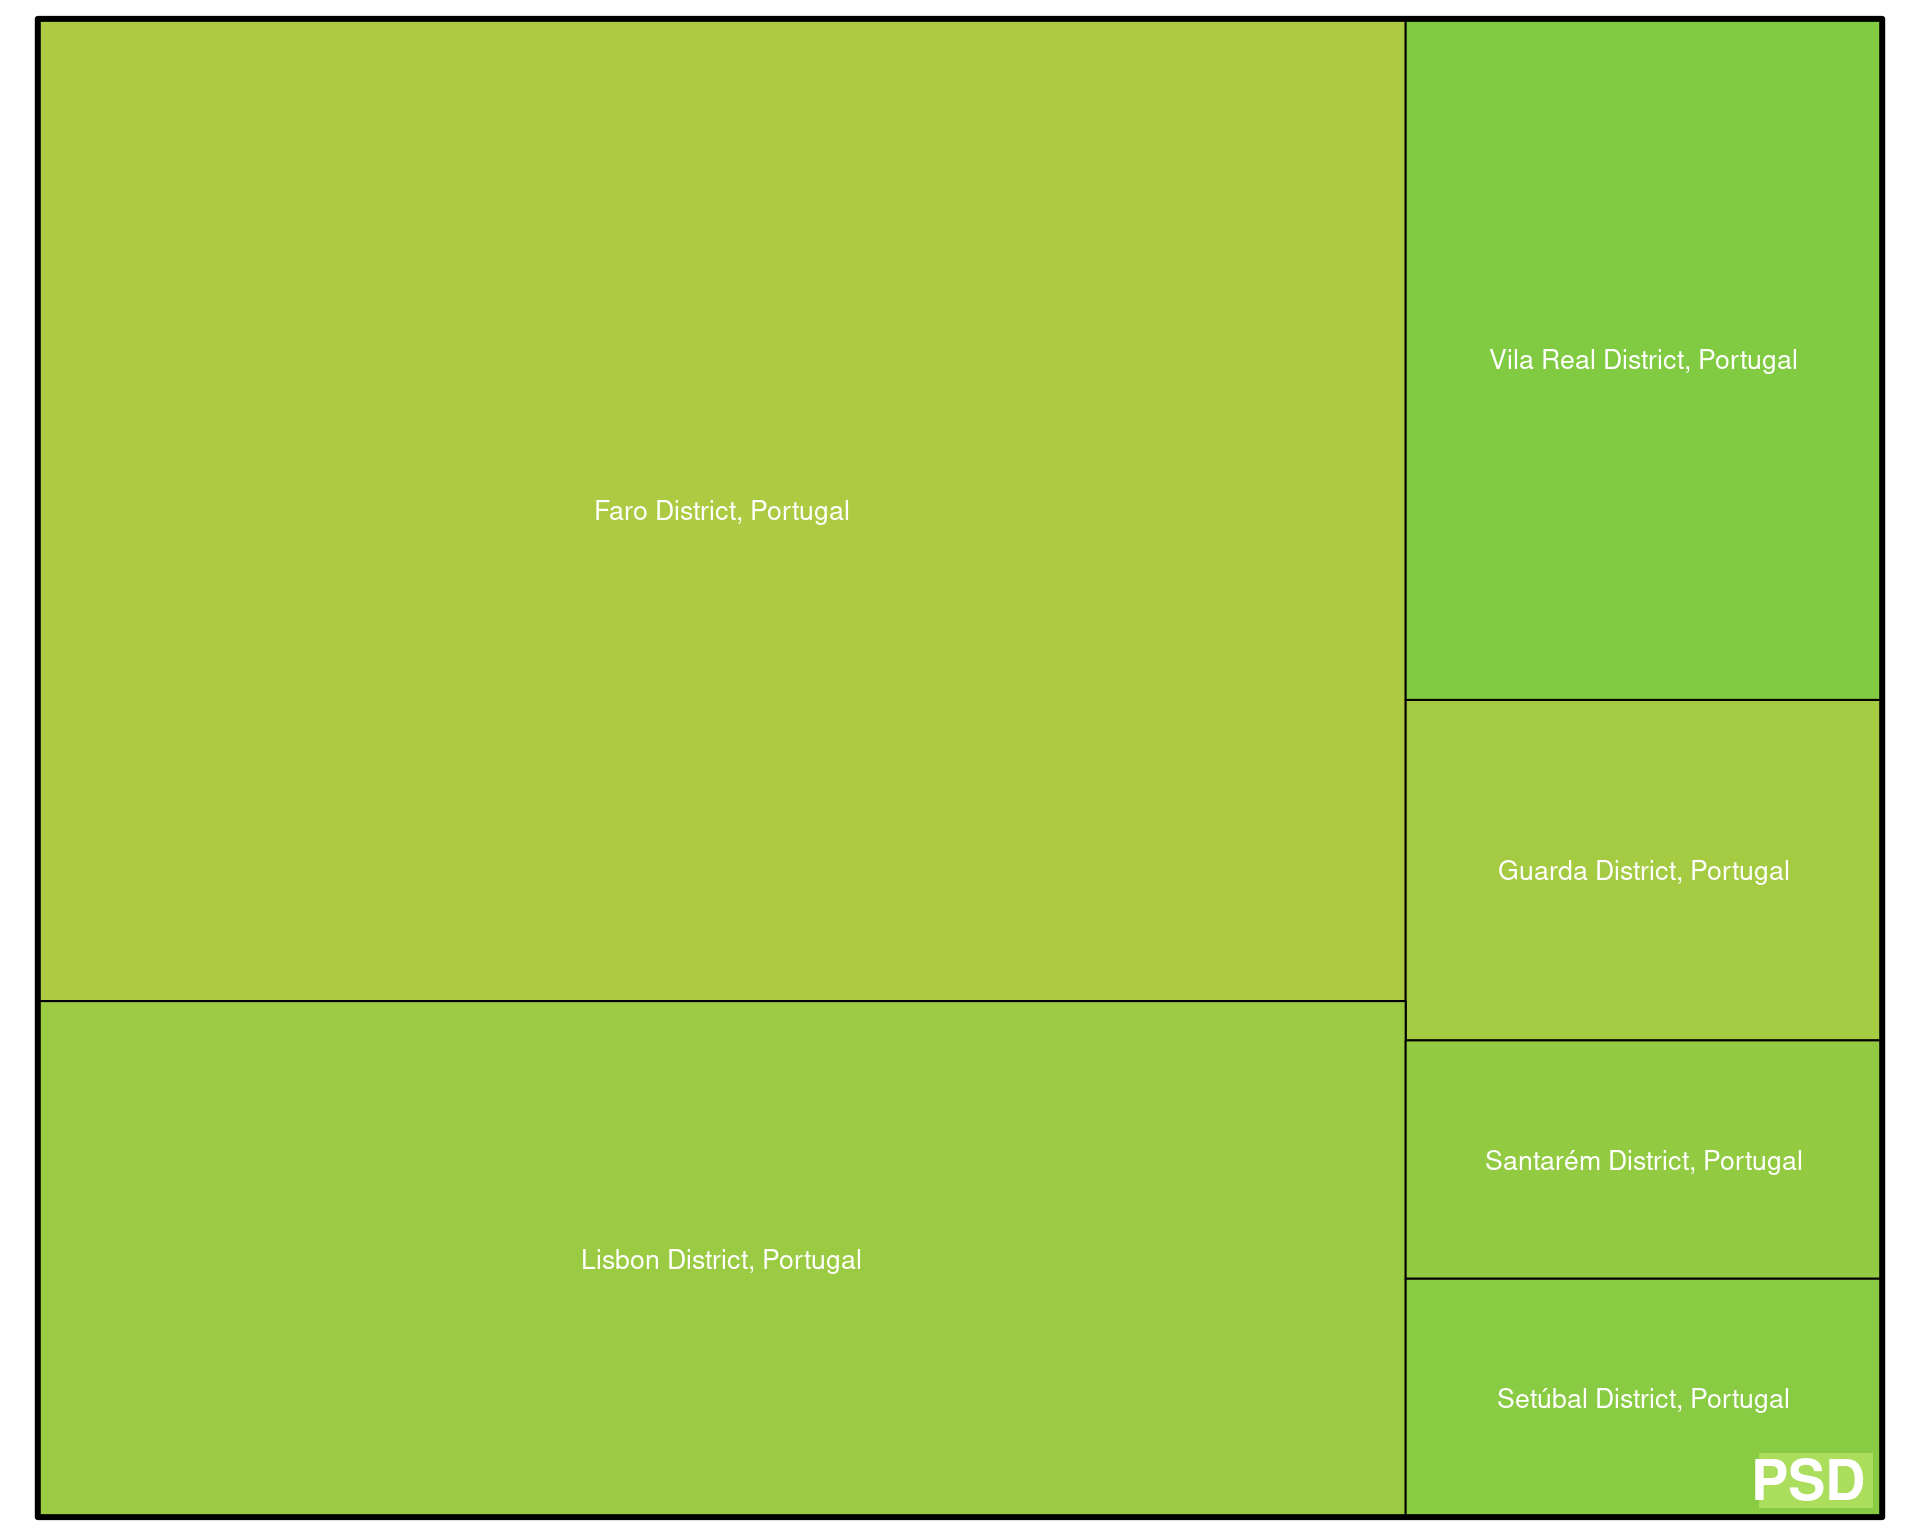 Faro District, Portugal
Lisbon District, Portugal
Vila Real District, Portugal
Guarda District, Portugal
Santarém District, Portugal
Setúbal District, Portugal
PSD